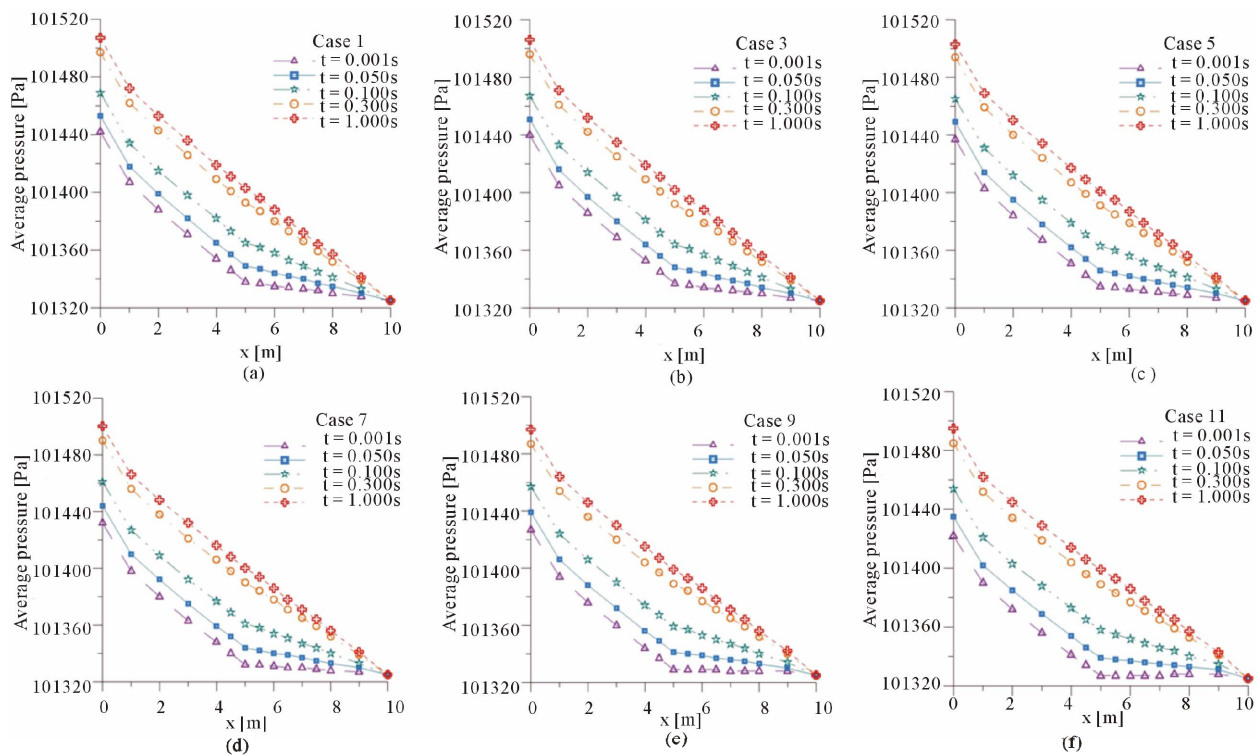 Case 1
t = 0.001s
t = 0.050s
t = 0.100s
t = 0.300s
t = 1.000s
Average pressure [Pa]
101520
101480
101440
101400
101360
101320
0 2 4 6 8 10
x [m]
(a)
Case 3
t = 0.001s
t = 0.050s
t = 0.100s
t = 0.300s
t = 1.000s
Average pressure [Pa]
101520
101480
101440
101400
101360
101320
0 2 4 6 8 10
x [m]
(b)
Case 5
t = 0.001s
t = 0.050s
t = 0.100s
t = 0.300s
t = 1.000s
Average pressure [Pa]
101520
101480
101440
101400
101360
101320
0 2 4 6 8 10
x [m]
(c )
Case 7
t = 0.001s
t = 0.050s
t = 0.100s
t = 0.300s
t = 1.000s
Average pressure [Pa]
101520
101480
101440
101400
101360
101320
0 2 4 6 8 10
x [m]
(d)
Case 9
t = 0.001s
t = 0.050s
t = 0.100s
t = 0.300s
t = 1.000s
Average pressure [Pa]
101520
101480
101440
101400
101360
101320
0 2 4 6 8 10
x [m]
(e)
Case 11
t = 0.001s
t = 0.050s
t = 0.100s
t = 0.300s
t = 1.000s
Average pressure [Pa]
101520
101480
101440
101400
101360
101320
0 2 4 6 8 10
x [m]
(f)